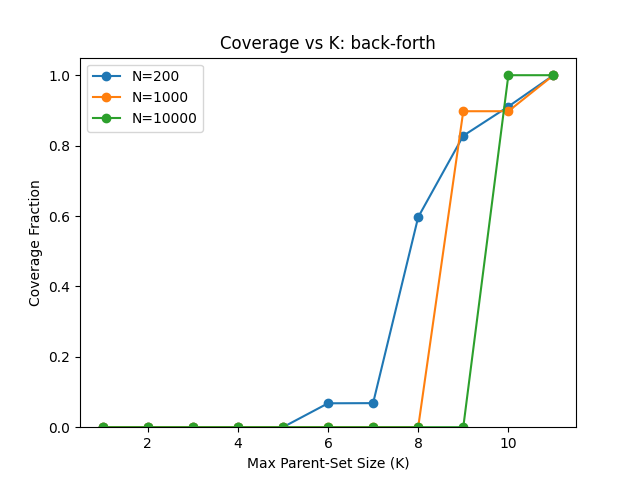 Coverage vs K: back-forth
N=200
N=1000
N=10000
1.0
0.8
0.6
0.4
0.2
0.0
Coverage Fraction
2
4
6
8
10
Max Parent-Set Size (K)